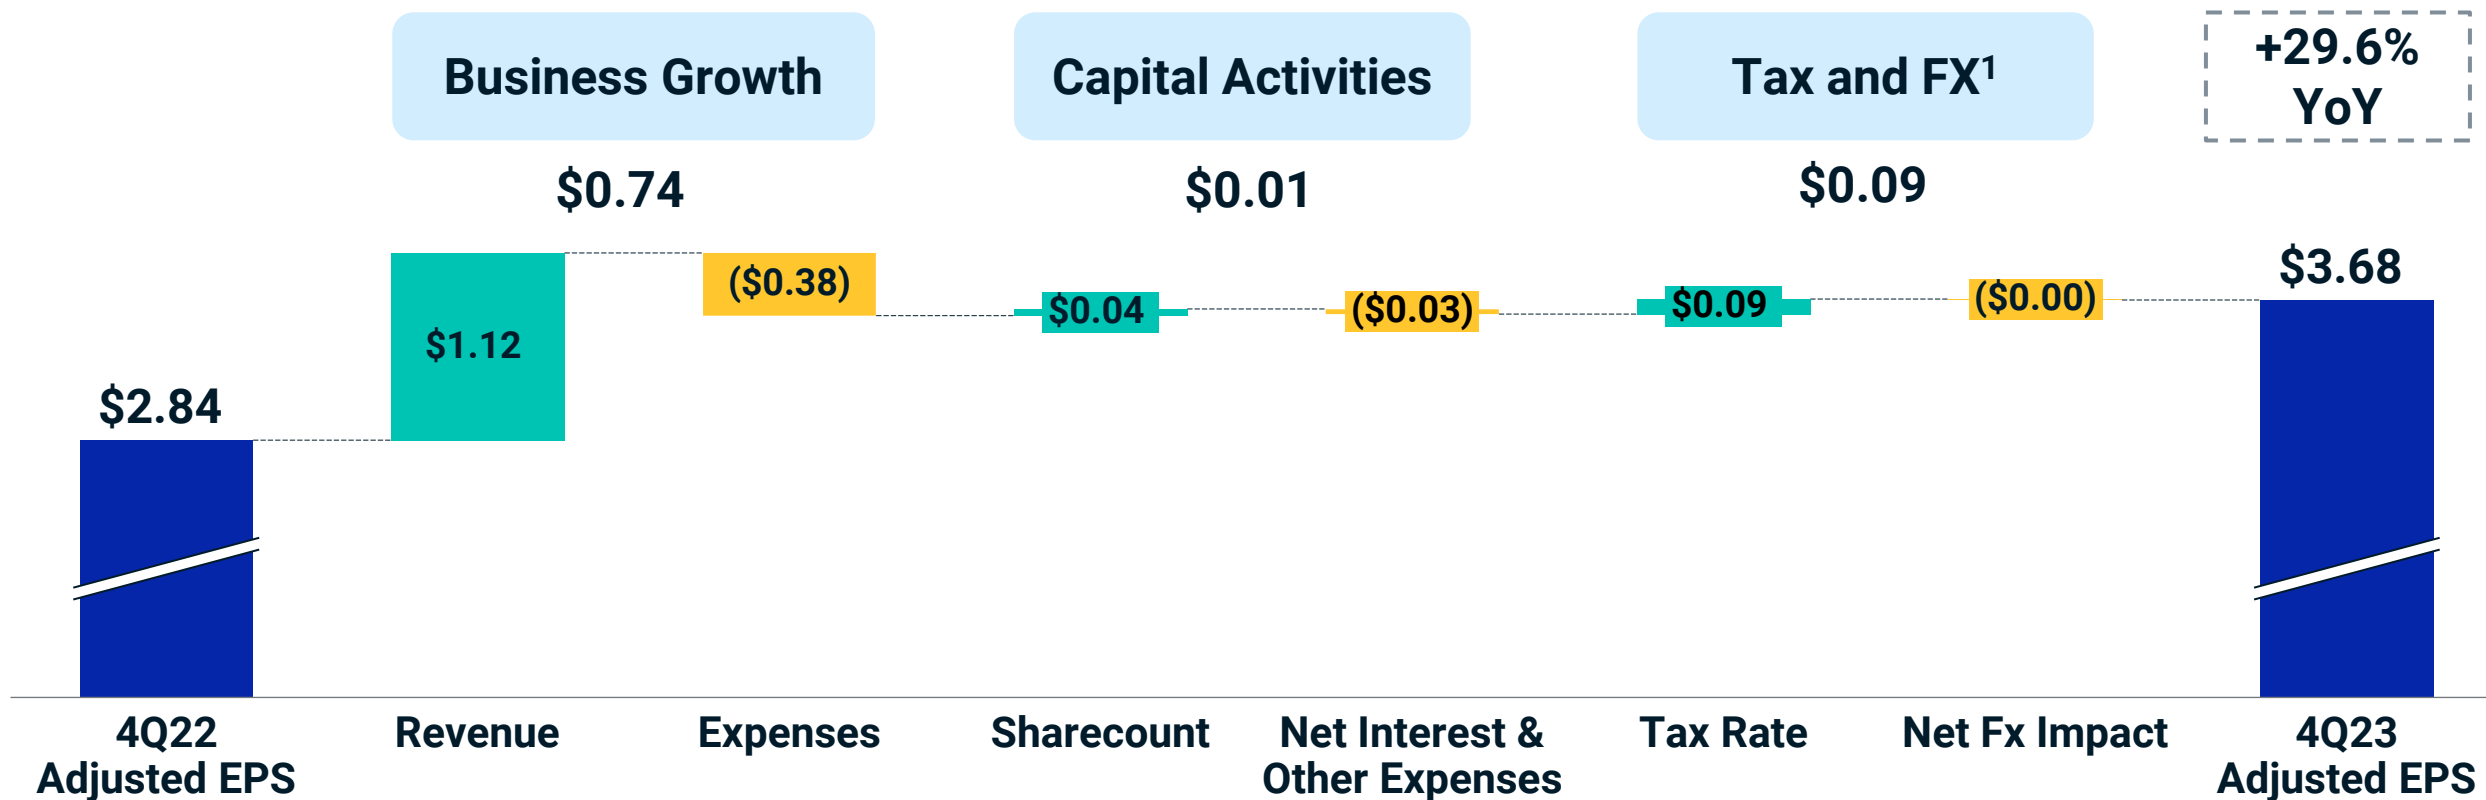 Business Growth
Capital Activities
Tax and FX¹
+29.6%
YoY
$0.74
$0.01
$0.09
$2.84
$1.12
($0.38)
$0.04
($0.03)
$0.09
($0.00)
$3.68
4Q22
Adjusted EPS
Revenue
Expenses
Sharecount
Net Interest &
Other Expenses
Tax Rate
Net Fx Impact
4Q23
Adjusted EPS